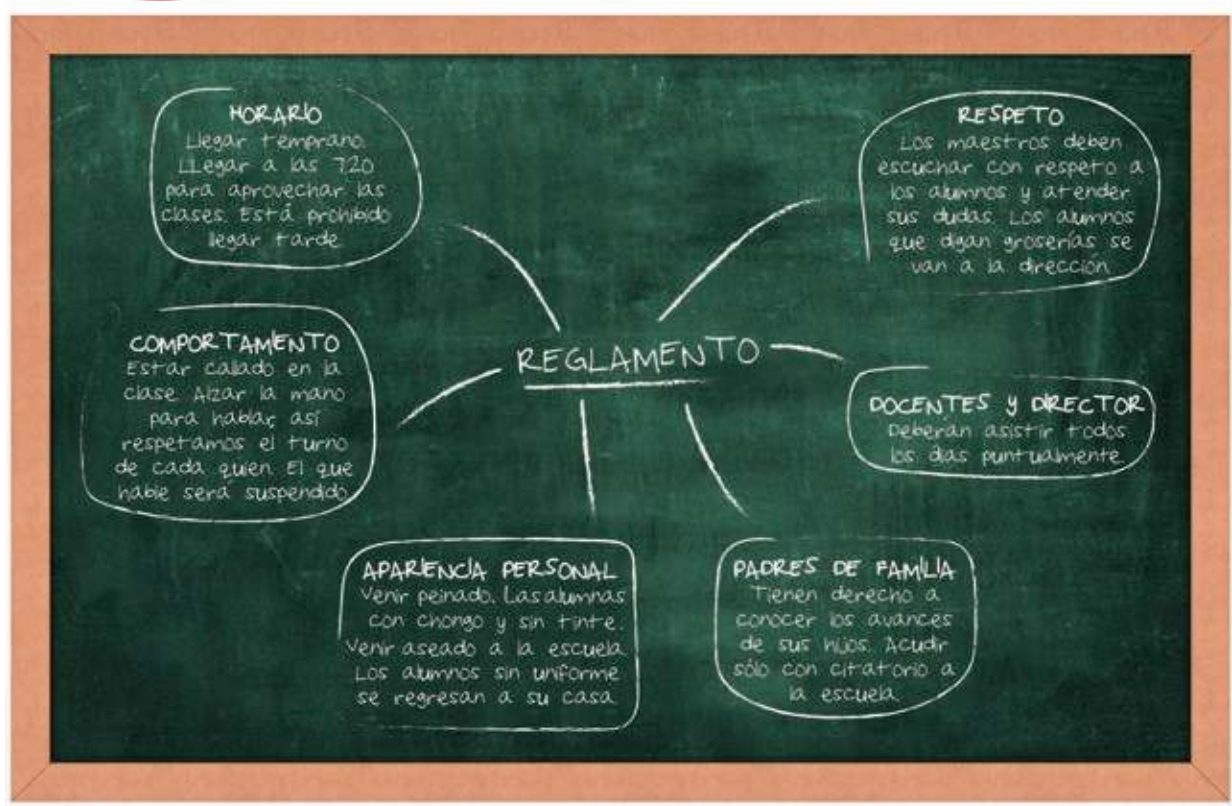 HORARIO
Llegar temprano.
Llegar a las 7:20
para aprovechar las
clases. Está prohibido
llegar tarde
COMPORTAMIENTO
Estar callado en la
clase. Alzar la mano
para hablar, así
respetamos el turno
de cada quien. El que
hable será suspendido
APARIENCIA PERSONAL
Venir peinado. Las alumnas
con chongo y sin tinte.
Venir aseado a la escuela
Los alumnos sin uniforme
se regresan a su casa
REGLAMENTO
RESPETO
Los maestros deben
escuchar con respeto a
los alumnos y atender
sus dudas. Los alumnos
que digan groserías se
van a la dirección
DOCENTES y DIRECTOR
Deberán asistir todos
los días puntualmente
PADRES DE FAMILIA
Tienen derecho a
conocer los avances
de sus hijos. Acudir
sólo con citatorio a
la escuela